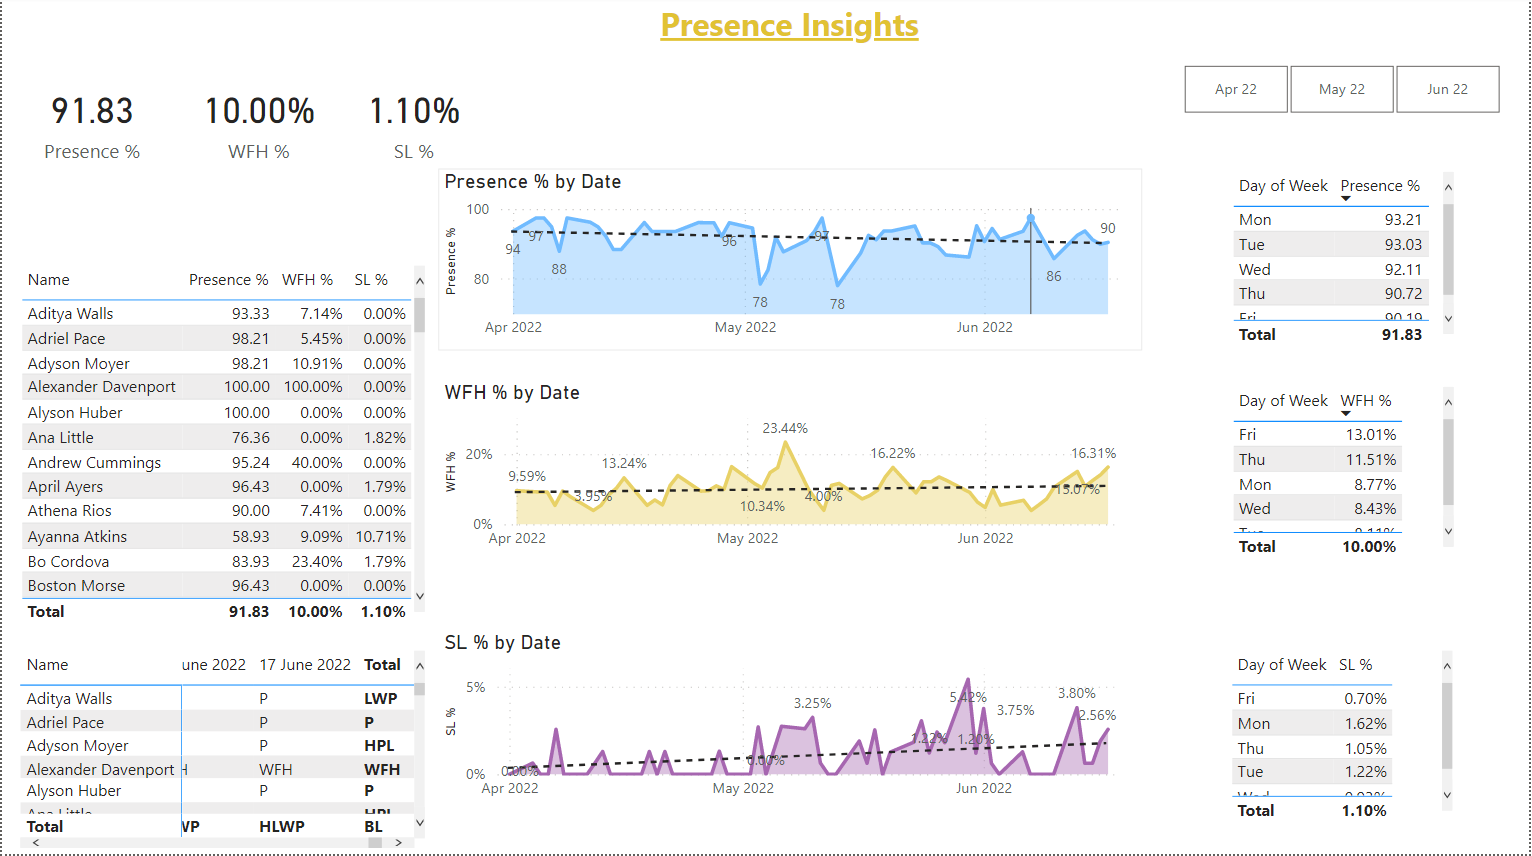 Presence Insights
91.83
Presence %
10.00%
WFH %
1.10%
SL %
Apr 22
May 22
Jun 22
Name Presence % WFH % SL %
Aditya Walls 93.33 7.14% 0.00%
Adriel Pace 98.21 5.45% 0.00%
Adyson Moyer 98.21 10.91% 0.00%
Alexander Davenport 100.00 100.00% 0.00%
Alyson Huber 100.00 0.00% 0.00%
Ana Little 76.36 0.00% 1.82%
Andrew Cummings 95.24 40.00% 0.00%
April Ayers 96.43 0.00% 1.79%
Athena Rios 90.00 7.41% 0.00%
Ayanna Atkins 58.93 9.09% 10.71%
Bo Cordova 83.93 23.40% 1.79%
Boston Morse 96.43 0.00% 0.00%
Total 91.83 10.00% 1.10%
Name une 2022 17 June 2022 Total
Aditya Walls P LWP
Adriel Pace P P
Adyson Moyer P HPL
Alexander Davenport H WFH WFH
Alyson Huber P P
Ana Little HPL
Total WP HLWP BL
Presence % by Date
Presence %
100
80
94
97
88
96
78
97
78
86
90
Apr 2022
May 2022
Jun 2022
WFH % by Date
WFH %
20%
0%
9.59%
3.95%
13.24%
10.34%
23.44%
4.00%
16.22%
13.07%
16.31%
Apr 2022
May 2022
Jun 2022
SL % by Date
SL %
5%
0%
0.00%
0.00%
3.25%
1.22%
5.42%
1.20%
3.75%
3.80%
2.56%
Apr 2022
May 2022
Jun 2022
Day of Week Presence %
Mon 93.21
Tue 93.03
Wed 92.11
Thu 90.72
Fri 90.19
Total 91.83
Day of Week WFH %
Fri 13.01%
Thu 11.51%
Mon 8.77%
Wed 8.43%
Tue 8.11%
Total 10.00%
Day of Week SL %
Fri 0.70%
Mon 1.62%
Thu 1.05%
Tue 1.22%
Wed
Total 1.10%